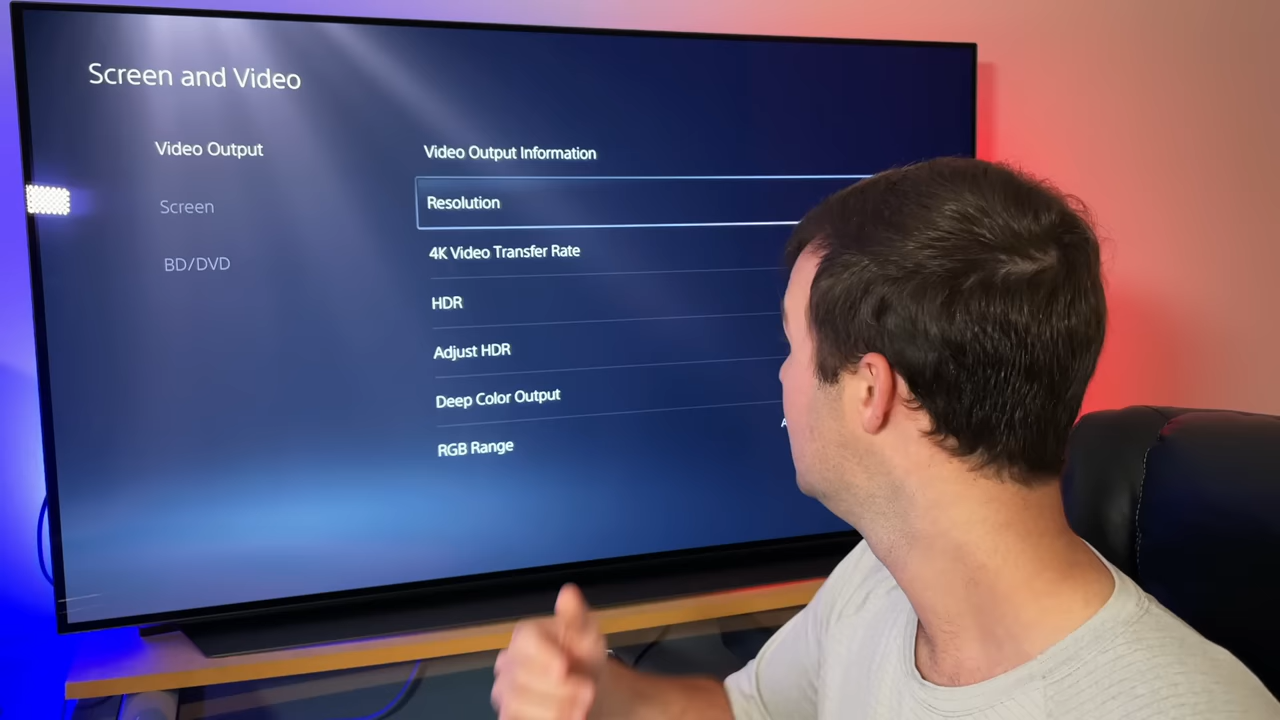 Screen and Video
Video Output
Screen
BD/DVD
Video Output Information
Resolution
4K Video Transfer Rate
HDR
Adjust HDR
Deep Color Output
RGB Range